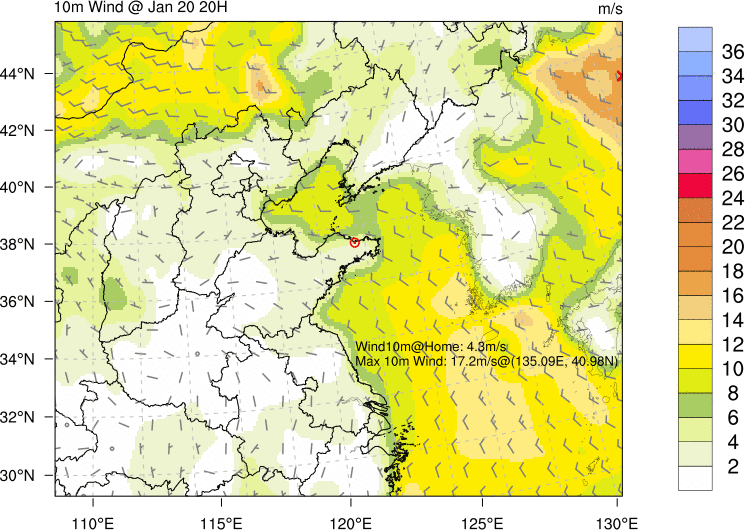 10m Wind @ Jan 20 20H
m/s
44°N
42°N
40°N
38°N
36°N
34°N
32°N
30°N
Wind10m@Home: 4.3m/s
Max 10m Wind: 17.2m/s@(135.09E, 40.98N)
110°E
115°E
120°E
125°E
130°E
36
34
32
30
28
26
24
22
20
18
16
14
12
10
8
6
4
2